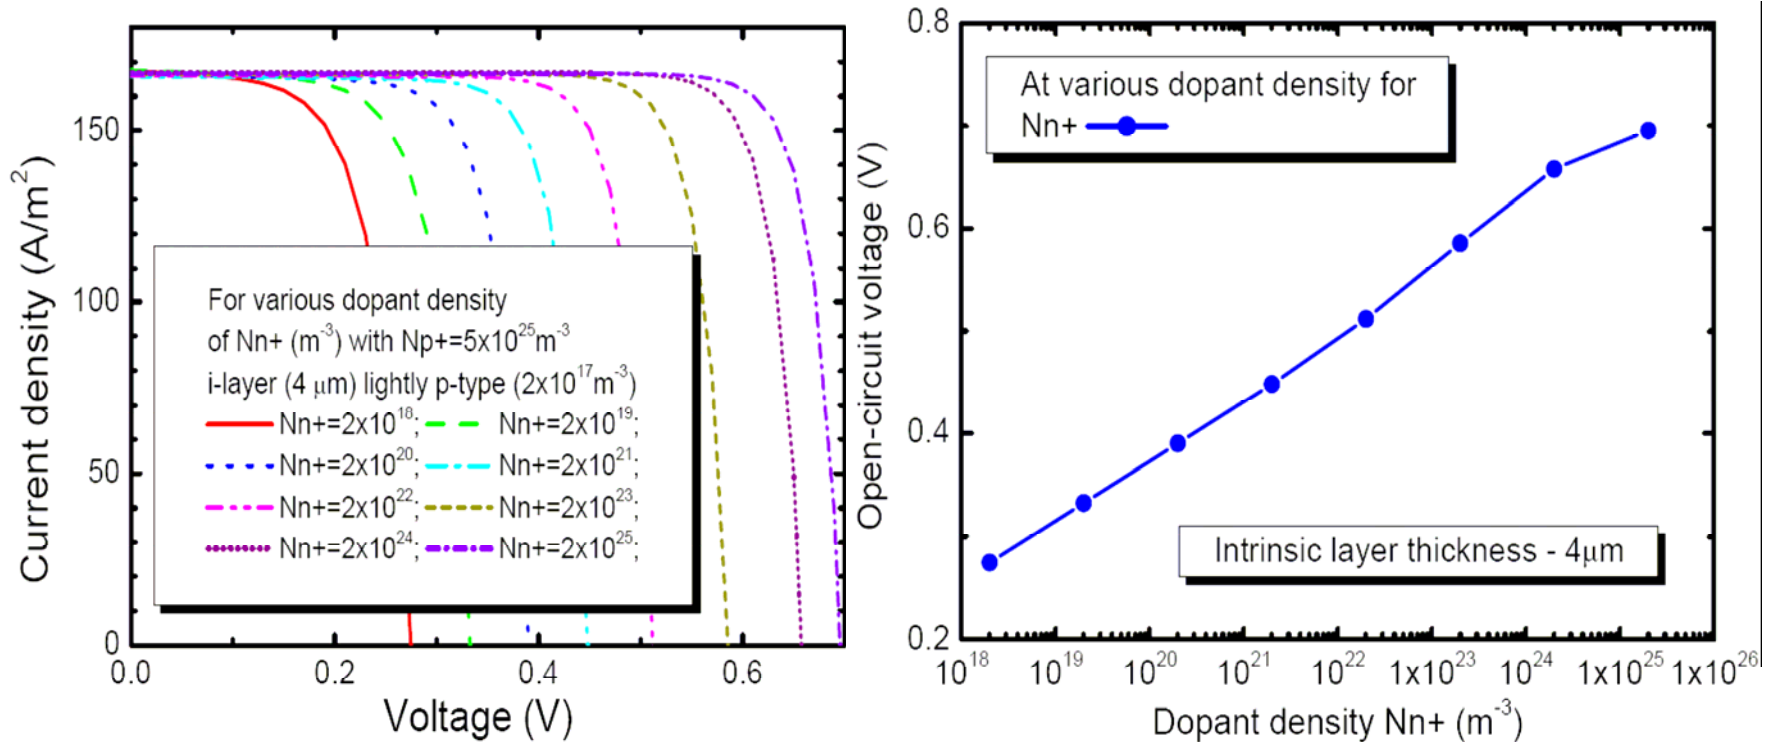 Current density (A/m²)
150
100
50
0
For various dopant density
of Nn+ (m⁻³) with Np+=5x10²⁵m⁻³
i-layer (4 μm) lightly p-type (2x10¹⁷m⁻³)
Nn+=2x10¹⁸; Nn+=2x10¹⁹;
Nn+=2x10²⁰; Nn+=2x10²¹;
Nn+=2x10²²; Nn+=2x10²³;
Nn+=2x10²⁴; Nn+=2x10²⁵;
0.0 0.2 0.4 0.6
Voltage (V)
Open-circuit voltage (V)
0.8
0.6
0.4
0.2
At various dopant density for
Nn+
Intrinsic layer thickness - 4μm
10¹⁸ 10¹⁹ 10²⁰ 10²¹ 10²² 1x10²³ 10²⁴ 1x10²⁵ 1x10²⁶
Dopant density Nn+ (m⁻³)